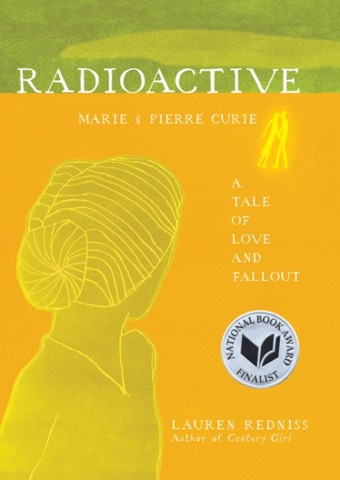 RADIOACTIVE
MARIE & PIERRE CURIE
A
TALE
OF
LOVE
AND
FALLOUT
NATIONAL BOOK AWARD
FINALIST
LAUREN REDNISS
Author of Century Girl